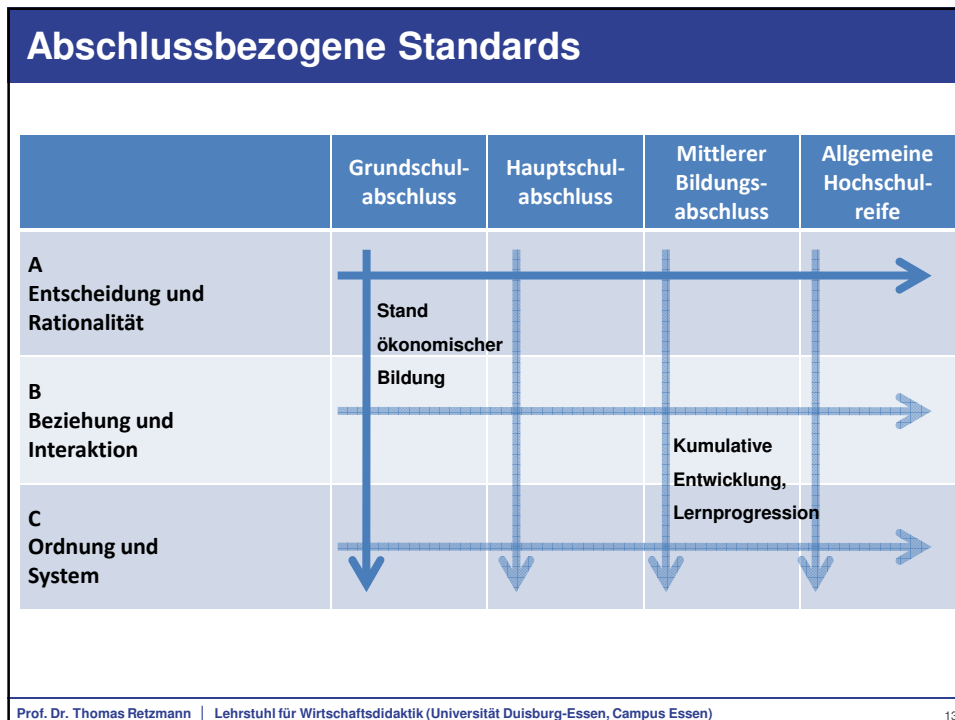 Abschlussbezogene Standards
Grundschul-
abschluss
Hauptschul-
abschluss
Mittlerer
Bildungs-
abschluss
Allgemeine
Hochschul-
reife
A
Entscheidung und
Rationalität
Stand
ökonomischer
Bildung
B
Beziehung und
Interaktion
Kumulative
Entwicklung,
Lernprogression
C
Ordnung und
System
Prof. Dr. Thomas Retzmann | Lehrstuhl für Wirtschaftsdidaktik (Universität Duisburg-Essen, Campus Essen)
13